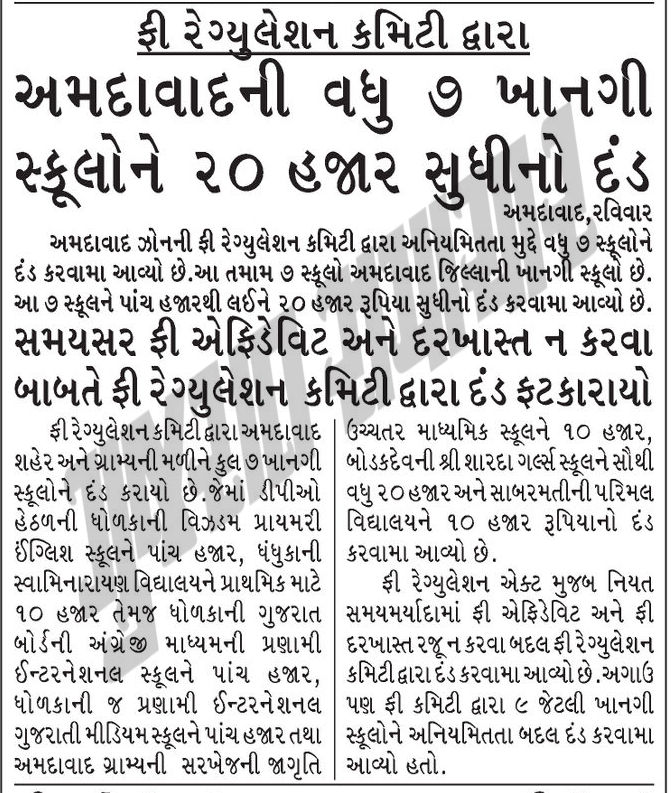 ફી રેગ્યુલેશન કમિટી દ્વારા
અમદાવાદની વધુ ૭ ખાનગી
સ્કૂલોને ૨૦ હજાર સુધીનો દંડ
અમદાવાદ,રવિવાર
અમદાવાદ ઝોનની ફી રેગ્યુલેશન કમિટી દ્વારા અનિયમિતતા મુદ્દે વધુ ૭ સ્કૂલોને
દંડ કરવામા આવ્યો છે.આ તમામ ૭ સ્કૂલો અમદાવાદ જિલ્લાની ખાનગી સ્કૂલો છે.
આ ૭ સ્કૂલને પાંચ હજારથી લઈને ૨૦ હજાર રૂપિયા સુધીનો દંડ કરવામા આવ્યો છે.
સમયસર ફી એફિડેવિટ અને દરખાસ્ત ન કરવા
બાબતે ફી રેગ્યુલેશન કમિટી દ્વારા દંડ ફટકારાયો
ફી રેગ્યુલેશન કમિટી દ્વારા અમદાવાદ
શહેર અને ગ્રામ્યની મળીને કુલ ૭ ખાનગી
સ્કૂલોને દંડ કરાયો છે.જેમાં ડીપીઓ
હેઠળની ધોળકાની વિઝડમ પ્રાયમરી
ઈંગ્લિશ સ્કૂલને પાંચ હજાર, ધંધુકાની
સ્વામિનારાયણ વિદ્યાલયને પ્રાથમિક માટે
૧૦ હજાર તેમજ ધોળકાની ગુજરાત
બોર્ડની અંગ્રેજી માધ્યમની પ્રણામી
ઈન્ટરનેશનલ સ્કૂલને પાંચ હજાર,
ધોળકાની જ પ્રણામી ઈન્ટરનેશનલ
ગુજરાતી મીડિયમ સ્કૂલને પાંચ હજાર તથા
અમદાવાદ ગ્રામ્યની સરખેજની જાગૃતિ
ઉચ્ચતર માધ્યમિક સ્કૂલને ૧૦ હજાર,
બોડકદેવની શ્રી શારદા ગર્લ્સ સ્કૂલને સૌથી
વધુ ૨૦ હજાર અને સાબરમતીની પરિમલ
વિદ્યાલયને ૧૦ હજાર રૂપિયાનો દંડ
કરવામા આવ્યો છે.
ફી રેગ્યુલેશન એક્ટ મુજબ નિયત
સમયમર્યાદામાં ફી એફિડેવિટ અને ફી
દરખાસ્ત રજૂ ન કરવા બદલ ફી રેગ્યુલેશન
કમિટી દ્વારા દંડ કરવામા આવ્યો છે.અગાઉ
પણ ફી કમિટી દ્વારા ૯ જેટલી ખાનગી
સ્કૂલોને અનિયમિતતા બદલ દંડ કરવામા
આવ્યો હતો.